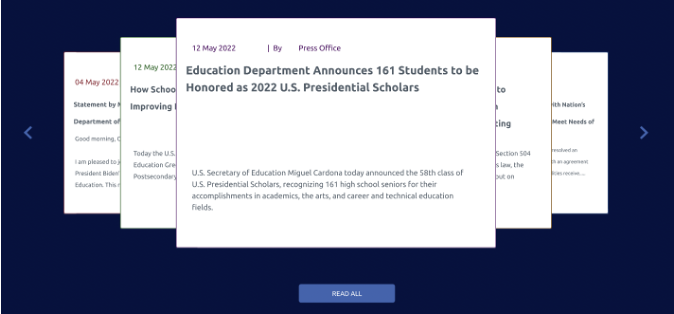 12 May 2022 | By Press Office
Education Department Announces 161 Students to be
Honored as 2022 U.S. Presidential Scholars
U.S. Secretary of Education Miguel Cardona today announced the 58th class of
U.S. Presidential Scholars, recognizing 161 high school seniors for their
accomplishments in academics, the arts, and career and technical education
fields.
04 May 2022
Statement by
Department of
Good morning,
I am pleased to
President Biden'
Education. This
12 May 2022
How Schoo
Improving
Today the U.S.
Education Gre
Postsecondary
to
ting
Section 504
s law, the
out on
ith Nation's
Meet Needs of
resolved an
an agreement
receive,...
READ ALL